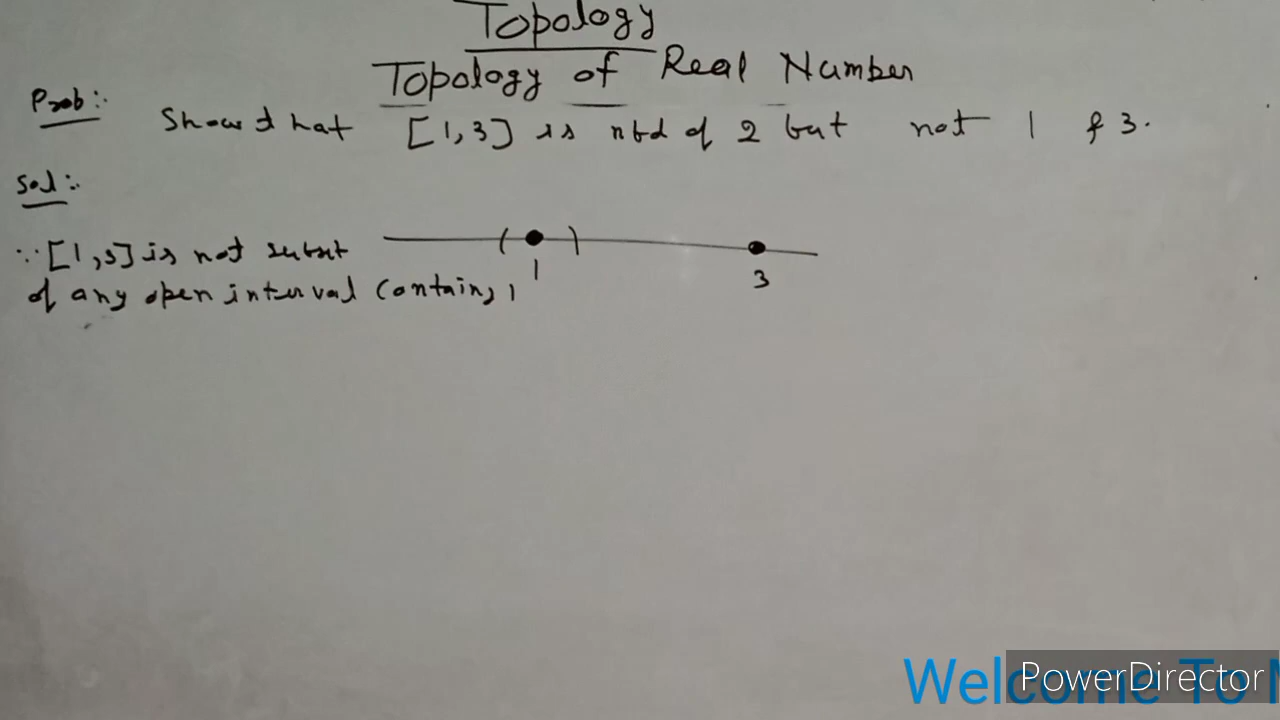 Topology
Topology of Real Number
Prob:- Show that [1,3] is nbd of 2 but not 1 & 3.
Sol:-
∵ [1,3] is not subset
of any open interval contain, 1
( )
1 3
Welcome To
PowerDirector